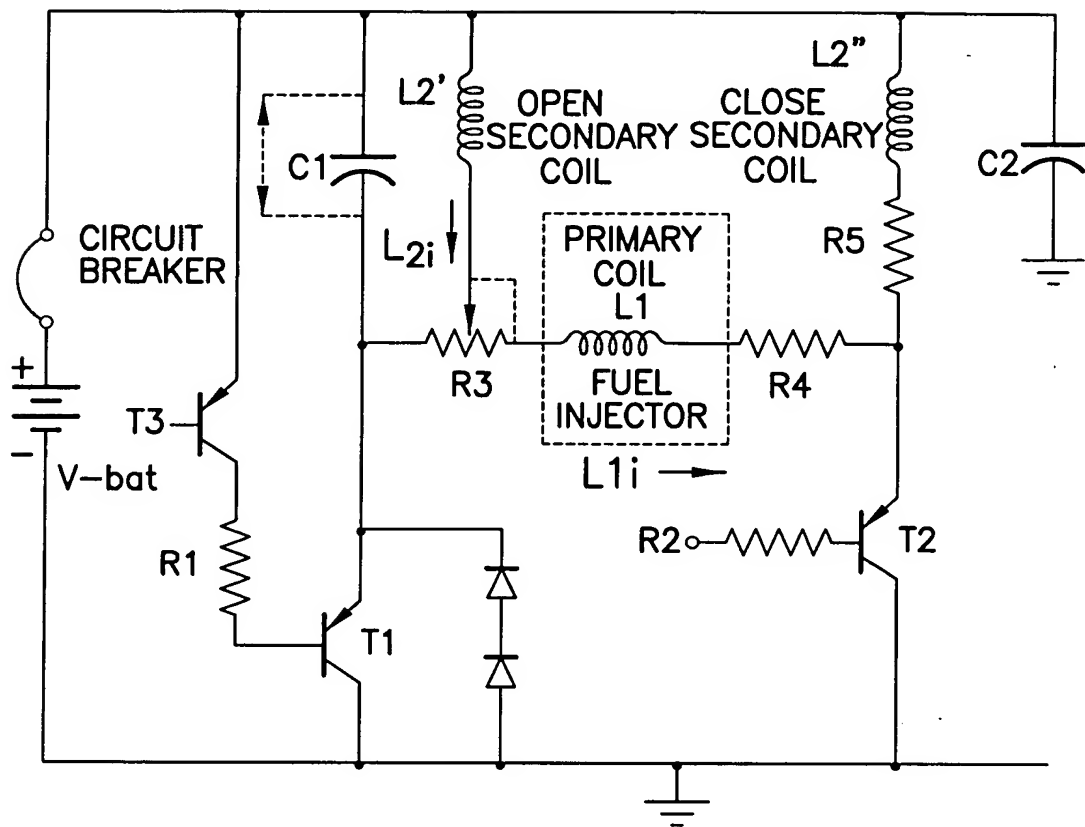 L2'
OPEN
SECONDARY
COIL
CLOSE
SECONDARY
COIL
L2"
C1
C2
CIRCUIT
BREAKER
L2i
PRIMARY
COIL
L1
FUEL
INJECTOR
R5
R3
R4
+
-
V-bat
T3
L1i
R1
R2
T2
T1